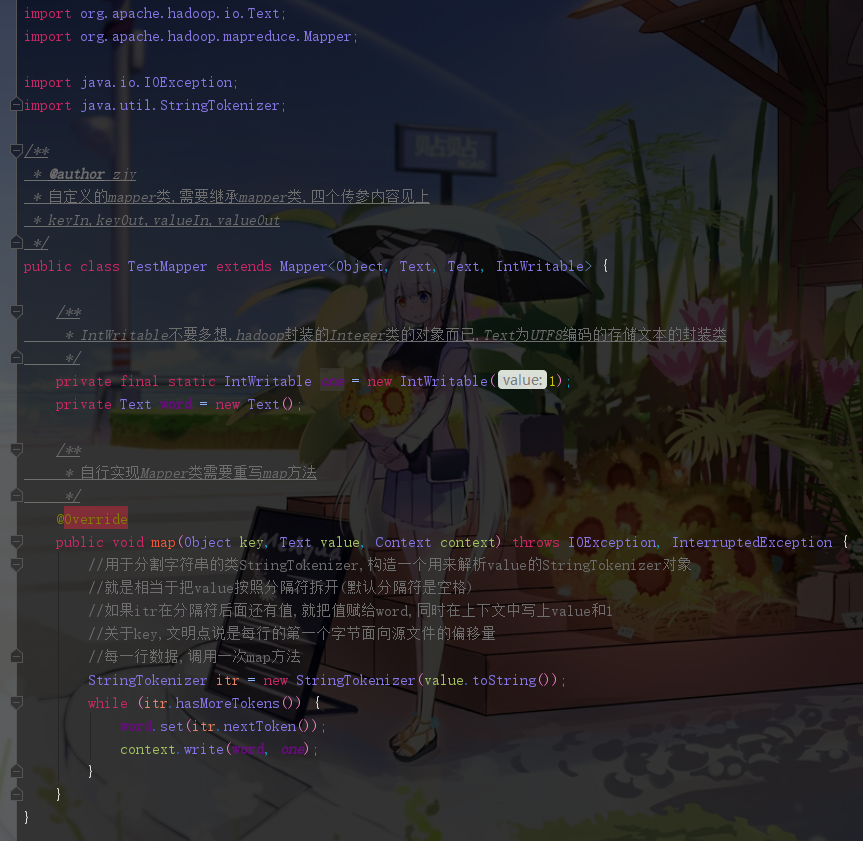 import org.apache.hadoop.io.Text;
import org.apache.hadoop.mapreduce.Mapper;
import java.io.IOException;
import java.util.StringTokenizer;
/**
* @author zjy
* 自定义的mapper类,需要继承mapper类,四个传参内容见上
* keyIn,keyOut,valueIn,valueOut
*/
public class TestMapper extends Mapper<Object, Text, Text, IntWritable> {
/**
* IntWritable不要多想,hadoop封装的Integer类的对象而已,Text为UTF8编码的存储文本的封装类
*/
private final static IntWritable one = new IntWritable( value: 1);
private Text word = new Text();
/**
* 自行实现Mapper类需要重写map方法
*/
@Override
public void map(Object key, Text value, Context context) throws IOException, InterruptedException {
//用于分割字符串的类StringTokenizer,构造一个用来解析value的StringTokenizer对象
//就是相当于把value按照分隔符拆开(默认分隔符是空格)
//如果itr在分隔符后面还有值,就把值赋给word,同时在上下文中写上value和1
//关于key,文明点说是每行的第一个字节面向源文件的偏移量
//每一行数据,调用一次map方法
StringTokenizer itr = new StringTokenizer(value.toString());
while (itr.hasMoreTokens()) {
word.set(itr.nextToken());
context.write(word, one);
}
}
}